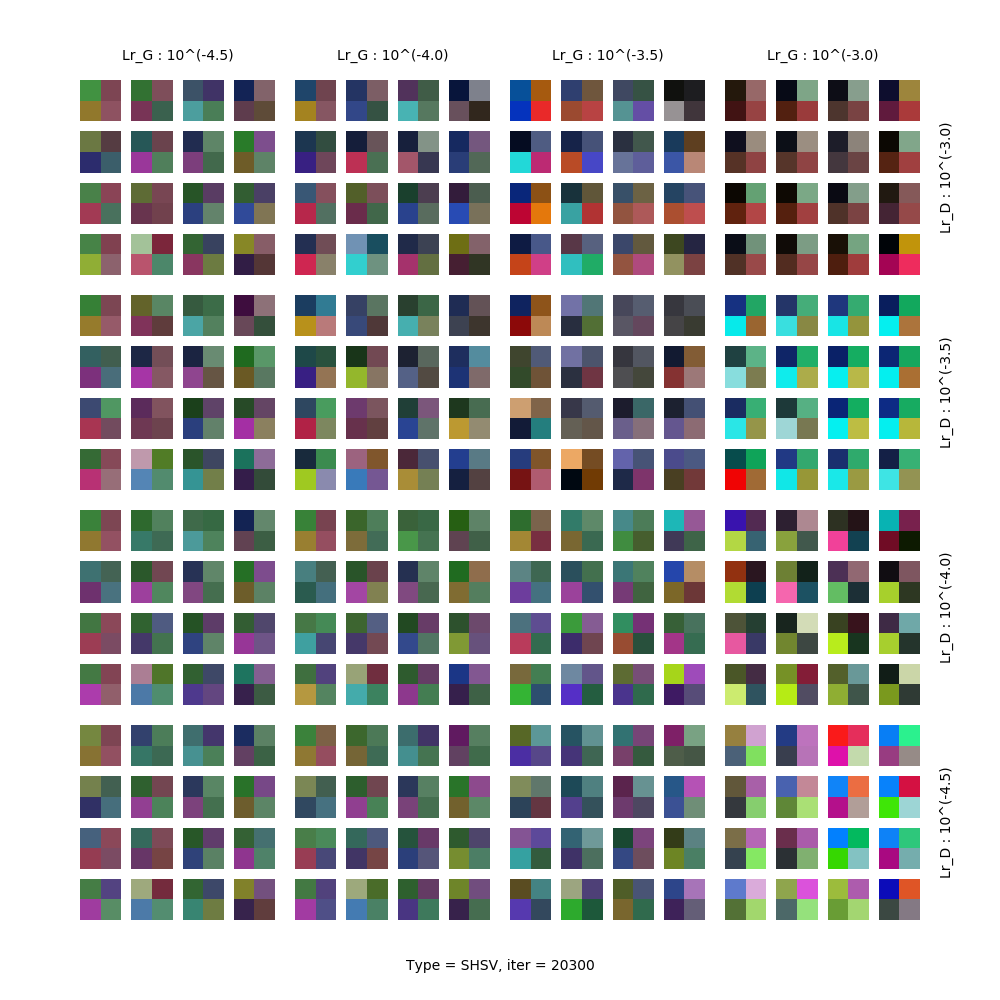 Lr_G : 10^(-4.5)
Lr_G : 10^(-4.0)
Lr_G : 10^(-3.5)
Lr_G : 10^(-3.0)
Lr_D : 10^(-3.0)
Lr_D : 10^(-3.5)
Lr_D : 10^(-4.0)
Lr_D : 10^(-4.5)
Type = SHSV, iter = 20300